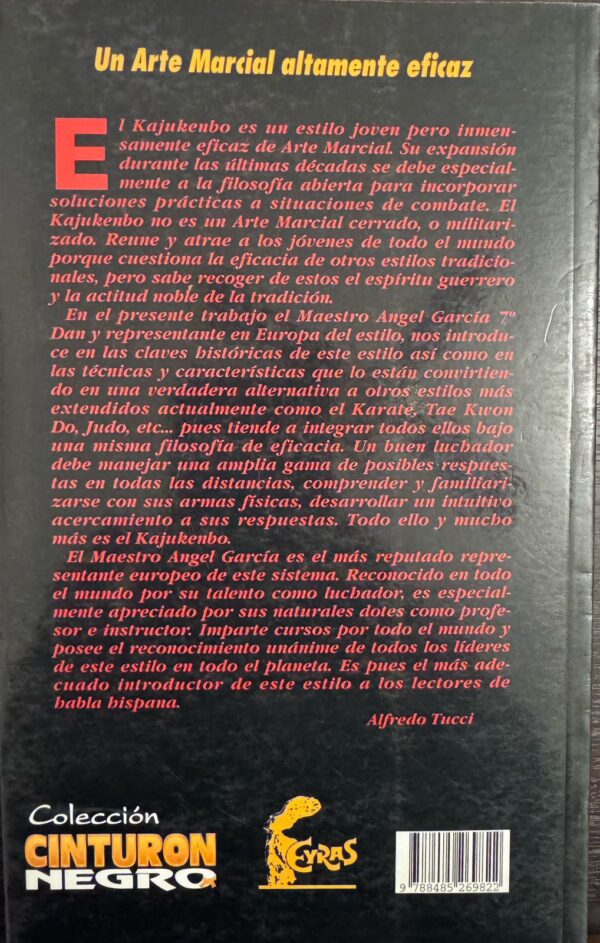 Un Arte Marcial altamente eficaz
El Kajukenbo es un estilo joven pero inmen-
samente eficaz de Arte Marcial. Su expansión
durante las últimas décadas se debe especial-
mente a la filosofía abierta para incorporar
soluciones prácticas a situaciones de combate. El
Kajukenbo no es un Arte Marcial cerrado, o militari-
zado. Reune y atrae a los jóvenes de todo el mundo
porque cuestiona la eficacia de otros estilos tradicio-
nales, pero sabe recoger de estos el espíritu guerrero
y la actitud noble de la tradición.
En el presente trabajo el Maestro Angel García 7º
Dan y representante en Europa del estilo, nos introdu-
ce en las claves históricas de este estilo así como en
las técnicas y características que lo están convirtien-
do en una verdadera alternativa a otros estilos más
extendidos actualmente como el Karate, Tae Kwon
Do, Judo, etc... pues tiende a integrar todos ellos bajo
una misma filosofía de eficacia. Un buen luchador
debe manejar una amplia gama de posibles respues-
tas en todas las distancias, comprender y familiari-
zarse con sus armas físicas, desarrollar un intuitivo
acercamiento a sus respuestas. Todo ello y mucho
más es el Kajukenbo.
El Maestro Angel García es el más reputado repre-
sentante europeo de este sistema. Reconocido en todo
el mundo por su talento como luchador, es especial-
mente apreciado por sus naturales dotes como profe-
sor e instructor. Imparte cursos por todo el mundo y
posee el reconocimiento unánime de todos los líderes
de este estilo en todo el planeta. Es pues el más ade-
cuado introductor de este estilo a los lectores de
habla hispana.
Alfredo Tucci
Colección
CINTURON
NEGRO
EYRAS
9 788485 269822